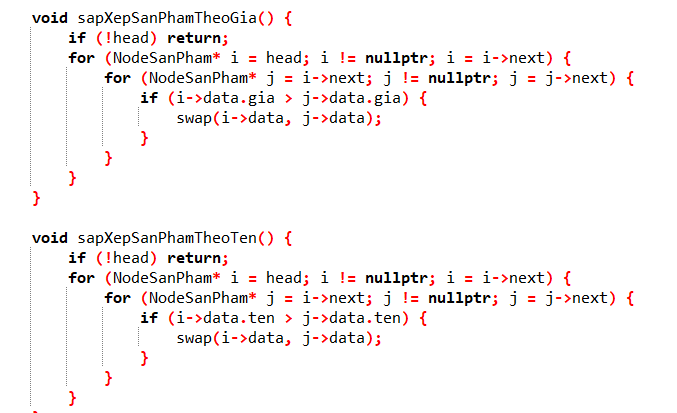 void sapXepSanPhamTheoGia() {
    if (!head) return;
    for (NodeSanPham* i = head; i != nullptr; i = i->next) {
        for (NodeSanPham* j = i->next; j != nullptr; j = j->next) {
            if (i->data.gia > j->data.gia) {
                swap(i->data, j->data);
            }
        }
    }
}

void sapXepSanPhamTheoTen() {
    if (!head) return;
    for (NodeSanPham* i = head; i != nullptr; i = i->next) {
        for (NodeSanPham* j = i->next; j != nullptr; j = j->next) {
            if (i->data.ten > j->data.ten) {
                swap(i->data, j->data);
            }
        }
    }